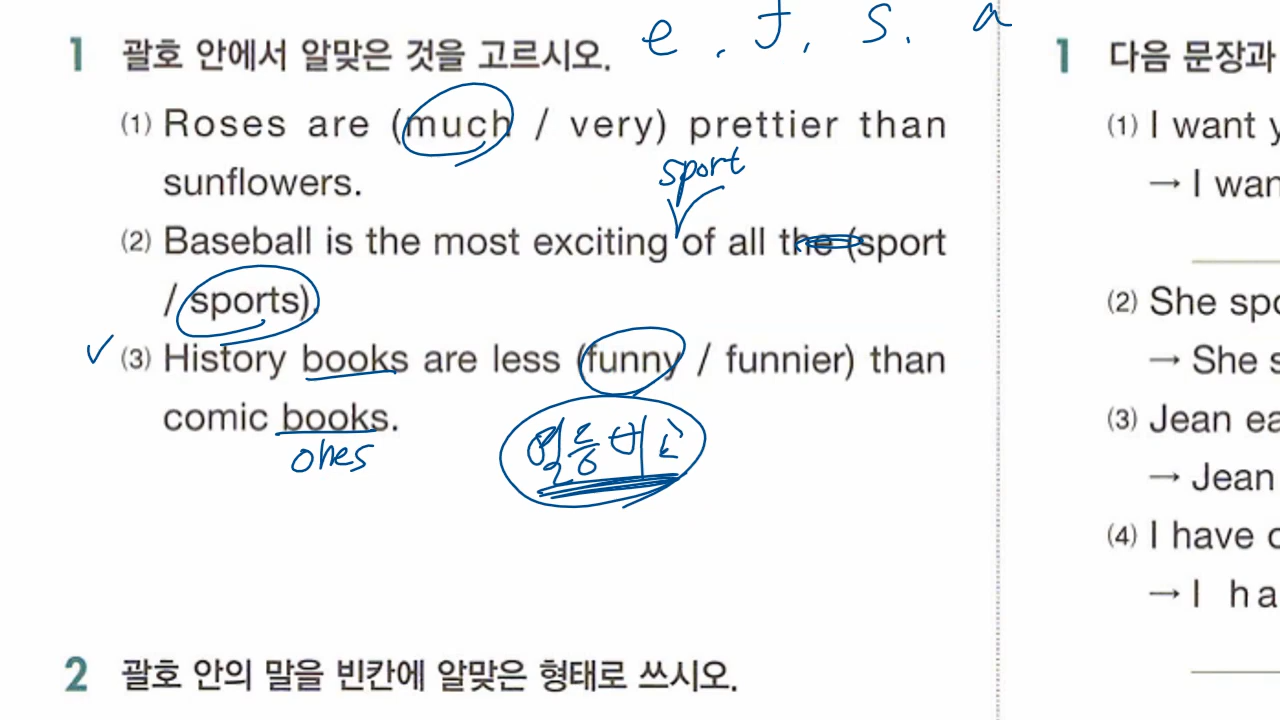 e . f . s . a
1 괄호 안에서 알맞은 것을 고르시오.
(1) Roses are (much / very) prettier than
sunflowers.
sport
(2) Baseball is the most exciting of all the (sport
/ sports).
✓ (3) History books are less (funny / funnier) than
comic books.
ones
열등비교
2 괄호 안의 말을 빈칸에 알맞은 형태로 쓰시오.
1 다음 문장과
(1) I want
→ I wan
(2) She spo
→ She s
(3) Jean ea
→ Jean
(4) I have
→ I ha